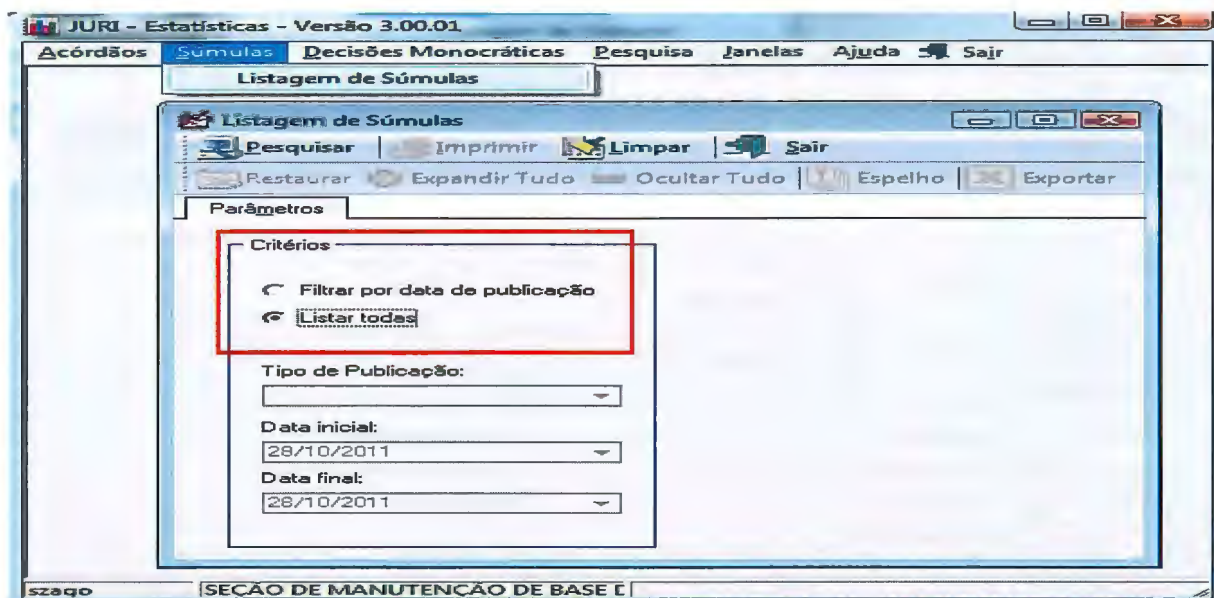 JURI - Estatísticas - Versão 3.00.01
Acórdãos Súmulas Decisões Monocráticas Pesquisa Janelas Ajuda Sair
Listagem de Súmulas
Listagem de Súmulas
Pesquisar Imprimir Limpar Sair
Restaurar Expandir Tudo Ocultar Tudo Espelho Exportar
Parâmetros
Critérios
Filtrar por data de publicação
Listar todas
Tipo de Publicação:
Data inicial:
28/10/2011
Data final:
28/10/2011
szago SEÇÃO DE MANUTENÇÃO DE BASE D